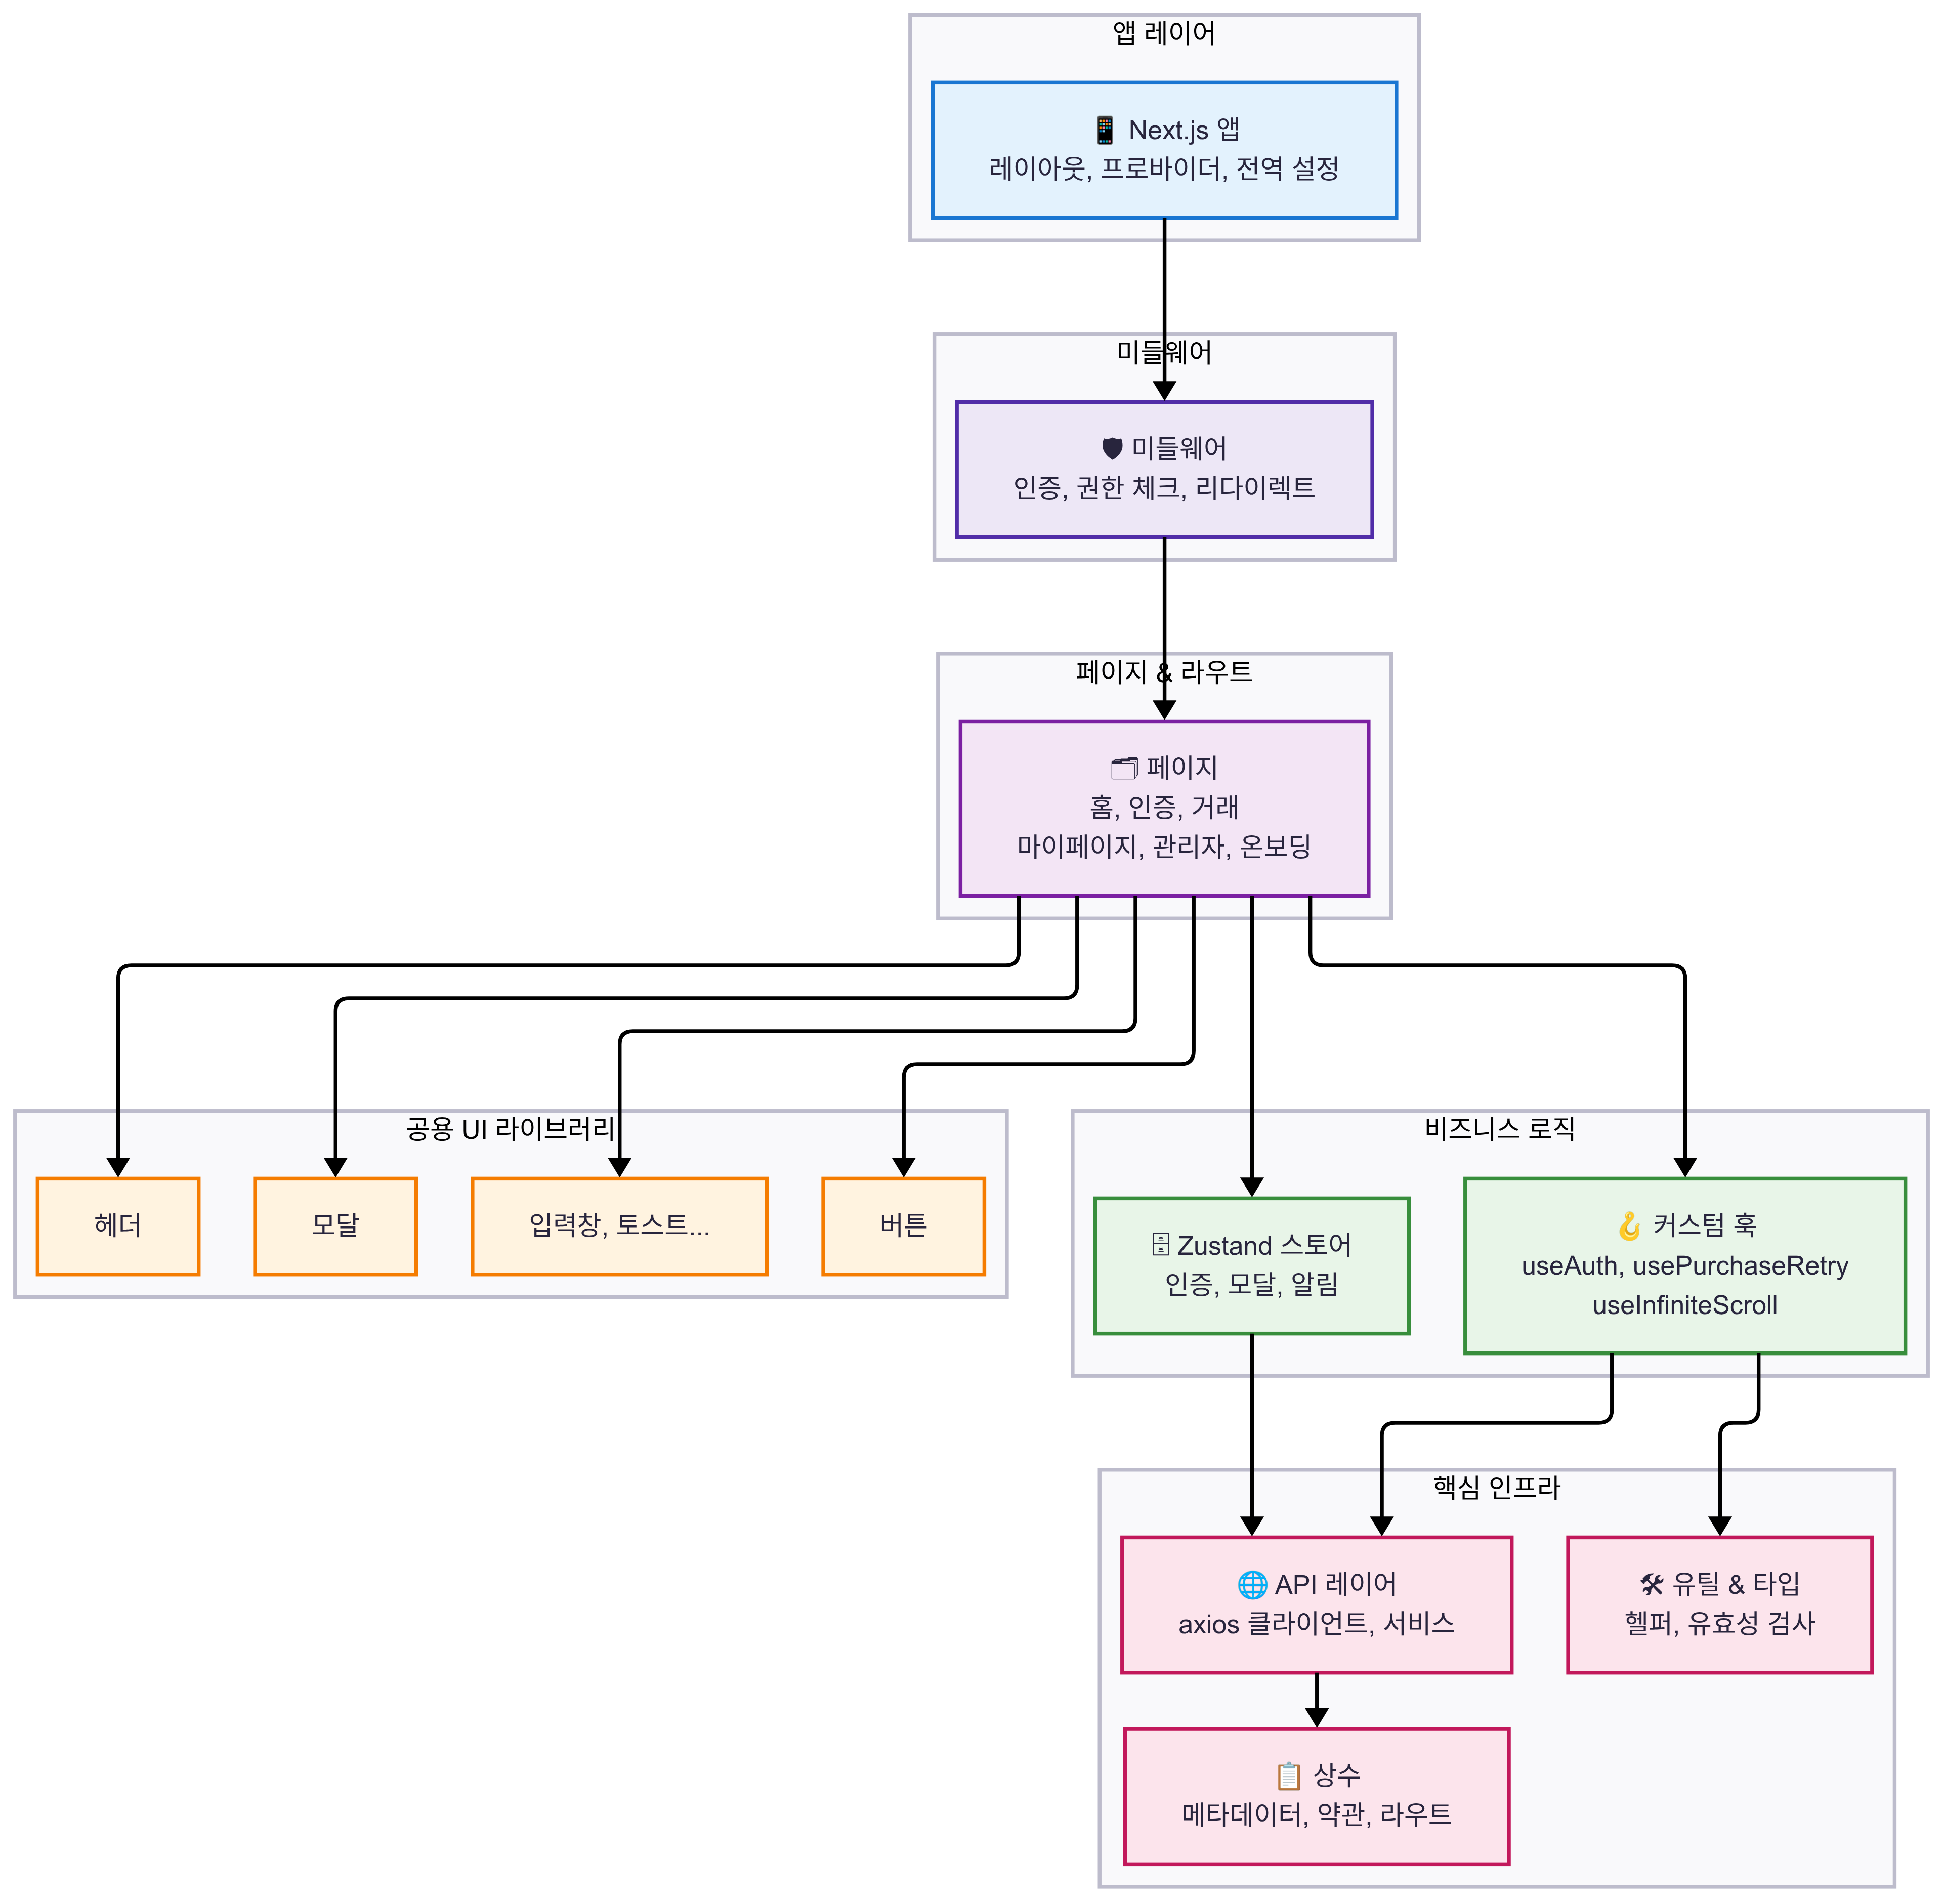 앱 레이어
📱 Next.js 앱
레이아웃, 프로바이더, 전역 설정
미들웨어
🛡 미들웨어
인증, 권한 체크, 리다이렉트
페이지 & 라우트
🗂 페이지
홈, 인증, 거래
마이페이지, 관리자, 온보딩
공용 UI 라이브러리
헤더
모달
입력창, 토스트...
버튼
비즈니스 로직
🗄 Zustand 스토어
인증, 모달, 알림
🪝 커스텀 훅
useAuth, usePurchaseRetry
useInfiniteScroll
핵심 인프라
🌐 API 레이어
axios 클라이언트, 서비스
🛠 유틸 & 타입
헬퍼, 유효성 검사
📋 상수
메타데이터, 약관, 라우트